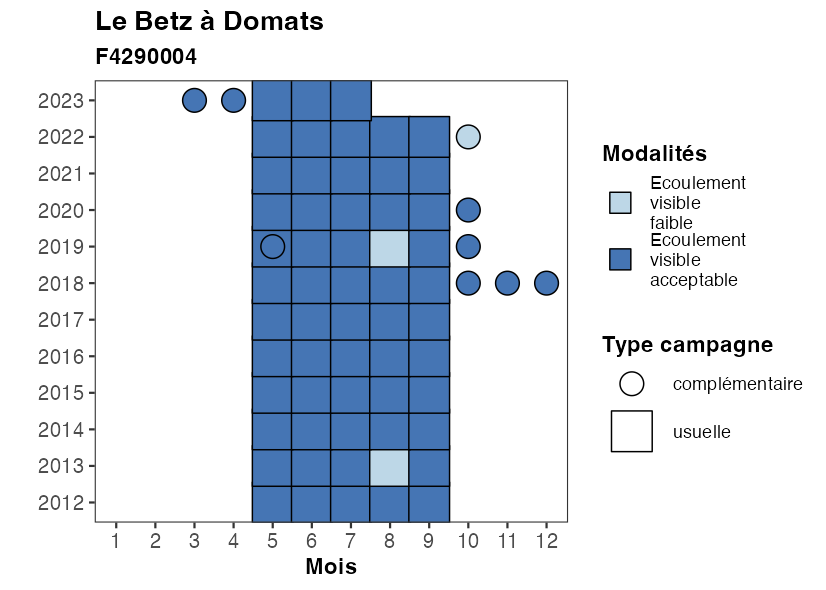 Le Betz à Domats
F4290004
2023
2022
2021
2020
2019
2018
2017
2016
2015
2014
2013
2012
1 2 3 4 5 6 7 8 9 10 11 12
Mois
Modalités
Ecoulement
visible
faible
Ecoulement
visible
acceptable
Type campagne
complémentaire
usuelle